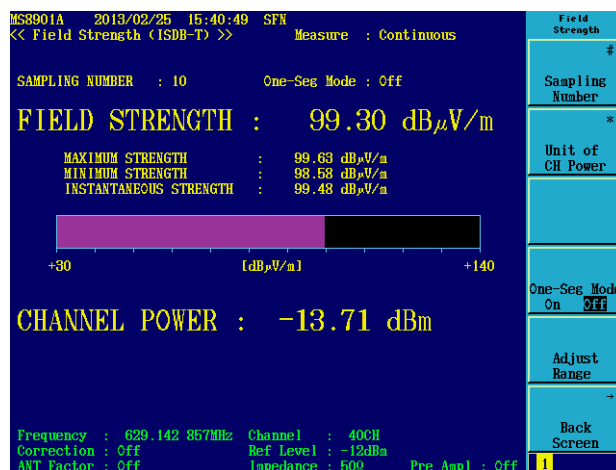 MS8901A 2013/02/25 15:40:49 SFN
<< Field Strength (ISDB-T) >> Measure : Continuous
SAMPLING NUMBER : 10 One-Seg Mode : Off
FIELD STRENGTH : 99.30 dBμV/m
MAXIMUM STRENGTH : 99.63 dBμV/m
MINIMUM STRENGTH : 98.58 dBμV/m
INSTANTANEOUS STRENGTH : 99.48 dBμV/m
+30 [dBμV/m] +140
CHANNEL POWER : -13.71 dBm
Frequency : 629.142 857MHz Channel : 40CH
Correction : Off Ref Level : -12dBm
ANT Factor : Off Impedance : 50Ω Pre Ampl : Off
Field
Strength
#
Sampling
Number
*
Unit of
CH Power
One-Seg Mode
On Off
Adjust
Range
→
Back
Screen
1